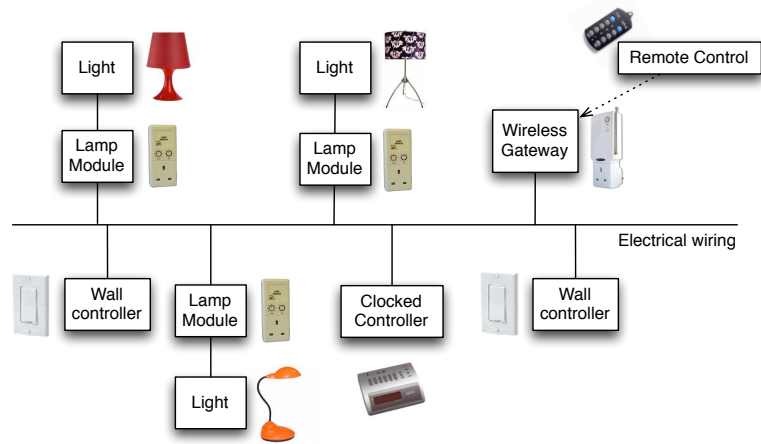 Light
Light
Remote Control
Lamp
Module
Lamp
Module
Wireless
Gateway
Electrical wiring
Wall
controller
Lamp
Module
Clocked
Controller
Wall
controller
Light